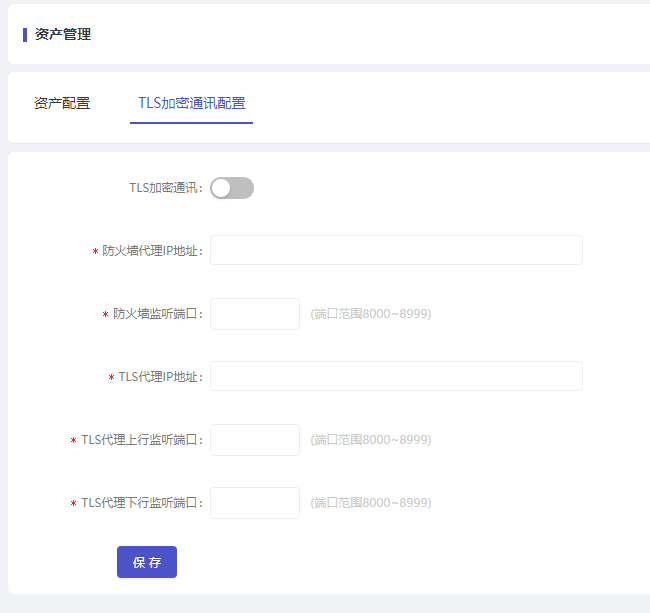 资产管理
资产配置 TLS加密通讯配置
TLS加密通讯:
* 防火墙代理IP地址:
* 防火墙监听端口: (端口范围8000~8999)
* TLS代理IP地址:
* TLS代理上行监听端口: (端口范围8000~8999)
* TLS代理下行监听端口: (端口范围8000~8999)
保 存